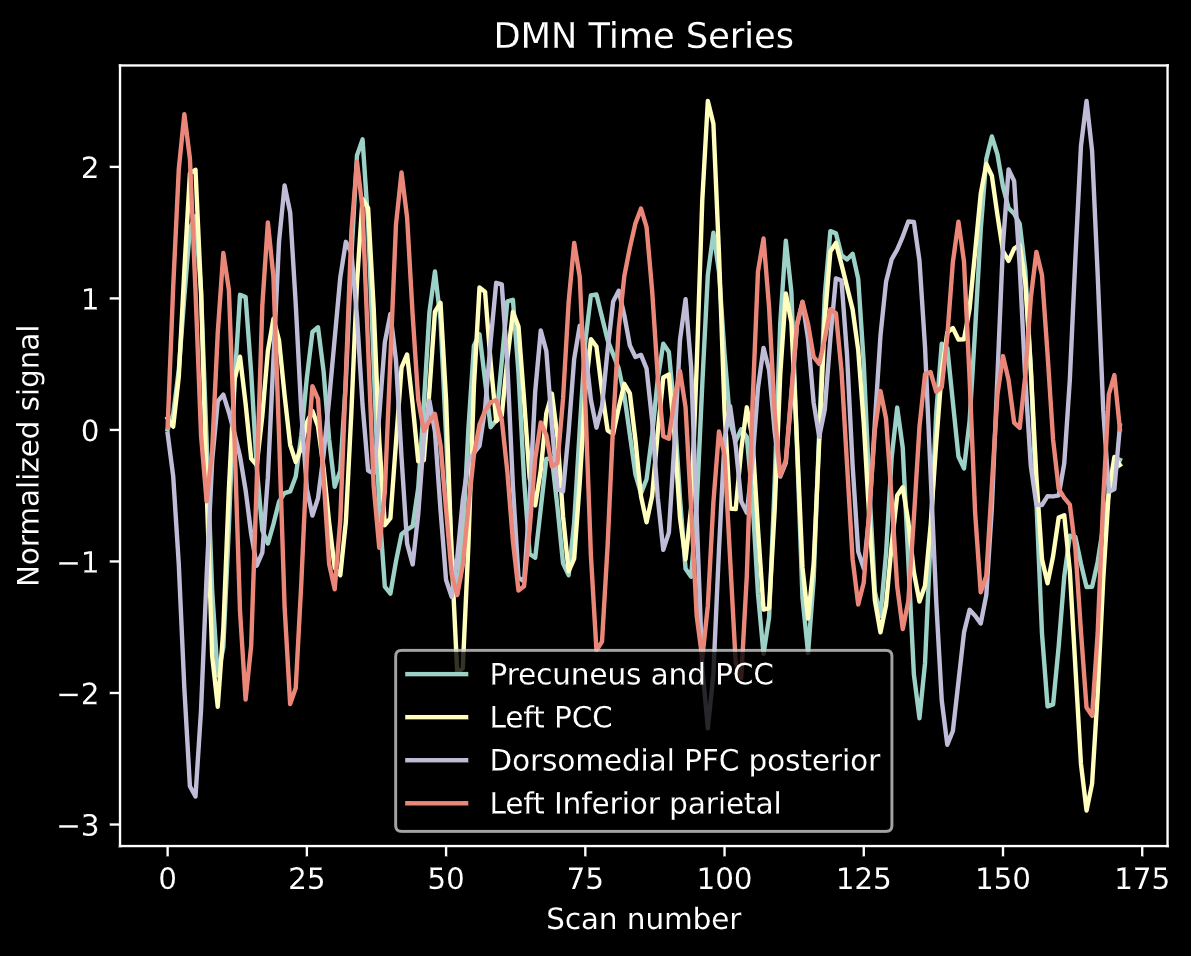 DMN Time Series
Normalized signal
2
1
0
−1
−2
−3
Precuneus and PCC
Left PCC
Dorsomedial PFC posterior
Left Inferior parietal
0 25 50 75 100 125 150 175
Scan number